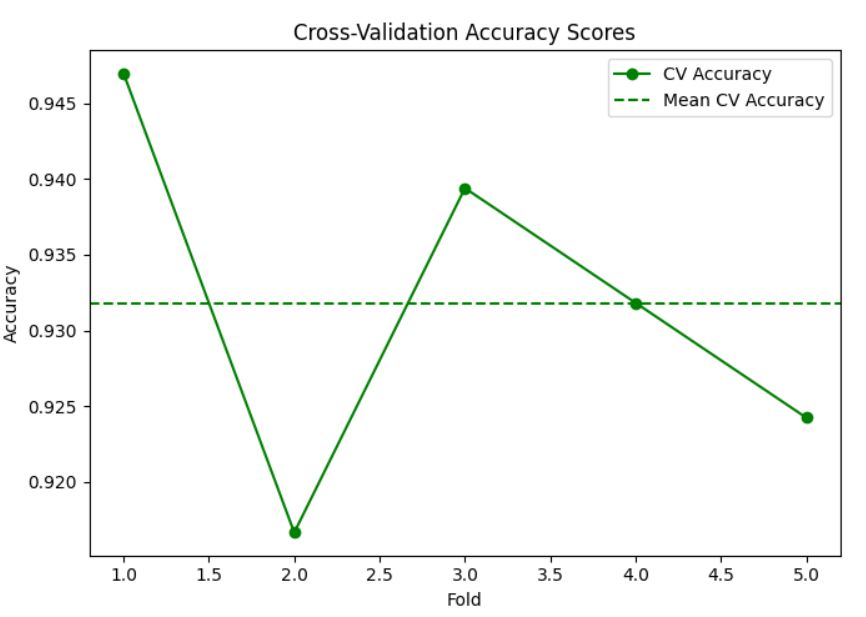 Cross-Validation Accuracy Scores
CV Accuracy
Mean CV Accuracy
0.945
0.940
0.935
0.930
0.925
0.920
Accuracy
1.0 1.5 2.0 2.5 3.0 3.5 4.0 4.5 5.0
Fold